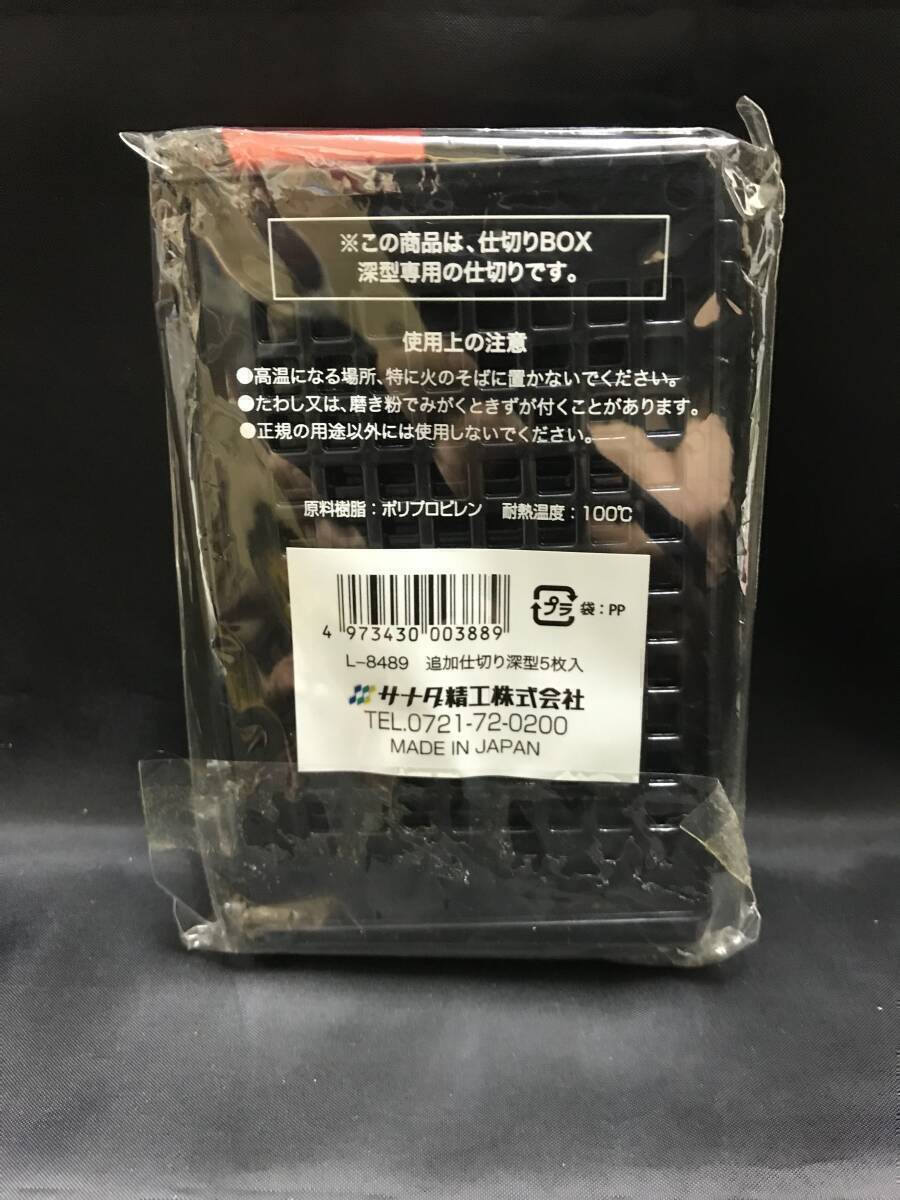 ※この商品は、仕切りBOX
深型専用の仕切りです。
使用上の注意
●高温になる場所、特に火のそばに置かないでください。
●たわし又は、磨き粉でみがくときずが付くことがあります。
●正規の用途以外には使用しないでください。
原料樹脂：ポリプロピレン 耐熱温度：100℃
プラ 袋：PP
4 973430 003889
L-8489 追加仕切り深型5枚入
サナダ精工株式会社
TEL.0721-72-0200
MADE IN JAPAN